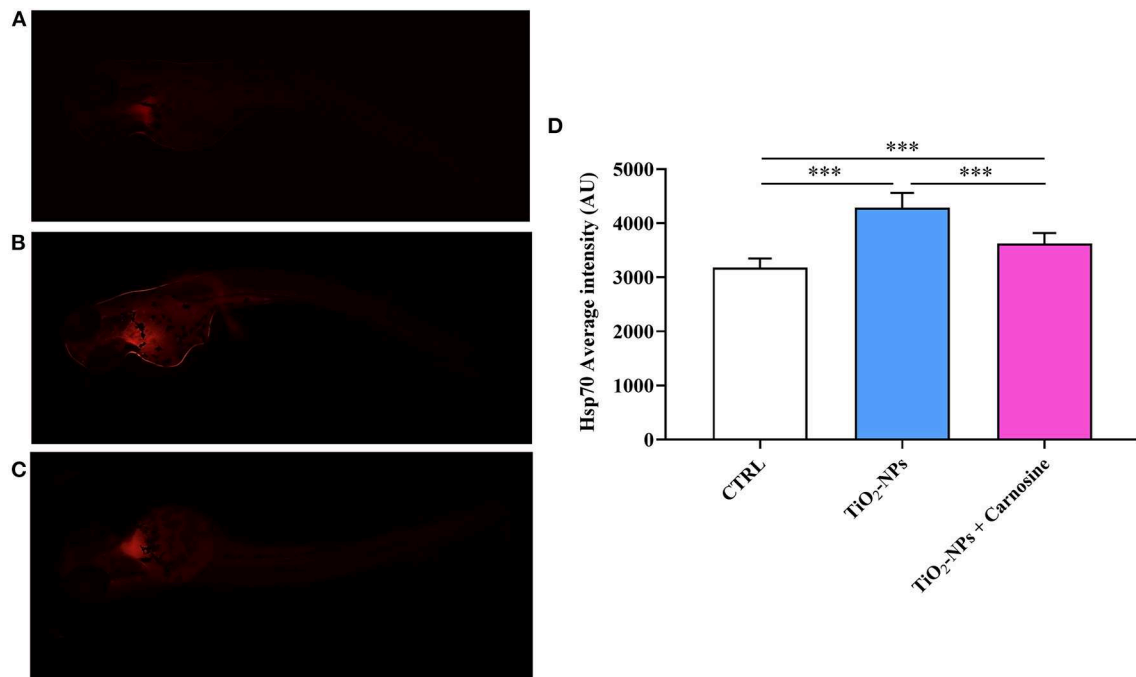 A
B
C
D
***
*** ***
Hsp70 Average intensity (AU)
5000
4000
3000
2000
1000
0
CTRL
TiO₂-NPs
TiO₂-NPs + Carnosine